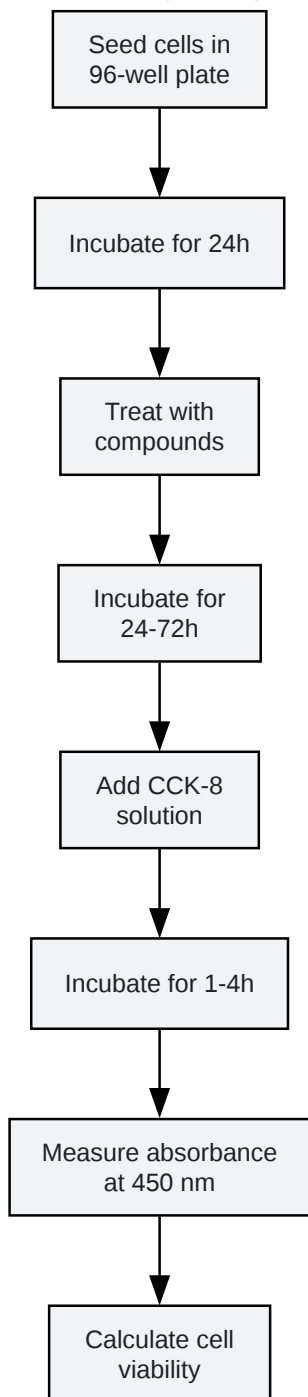 Seed cells in
96-well plate
Incubate for 24h
Treat with
compounds
Incubate for
24-72h
Add CCK-8
solution
Incubate for 1-4h
Measure absorbance
at 450 nm
Calculate cell
viability